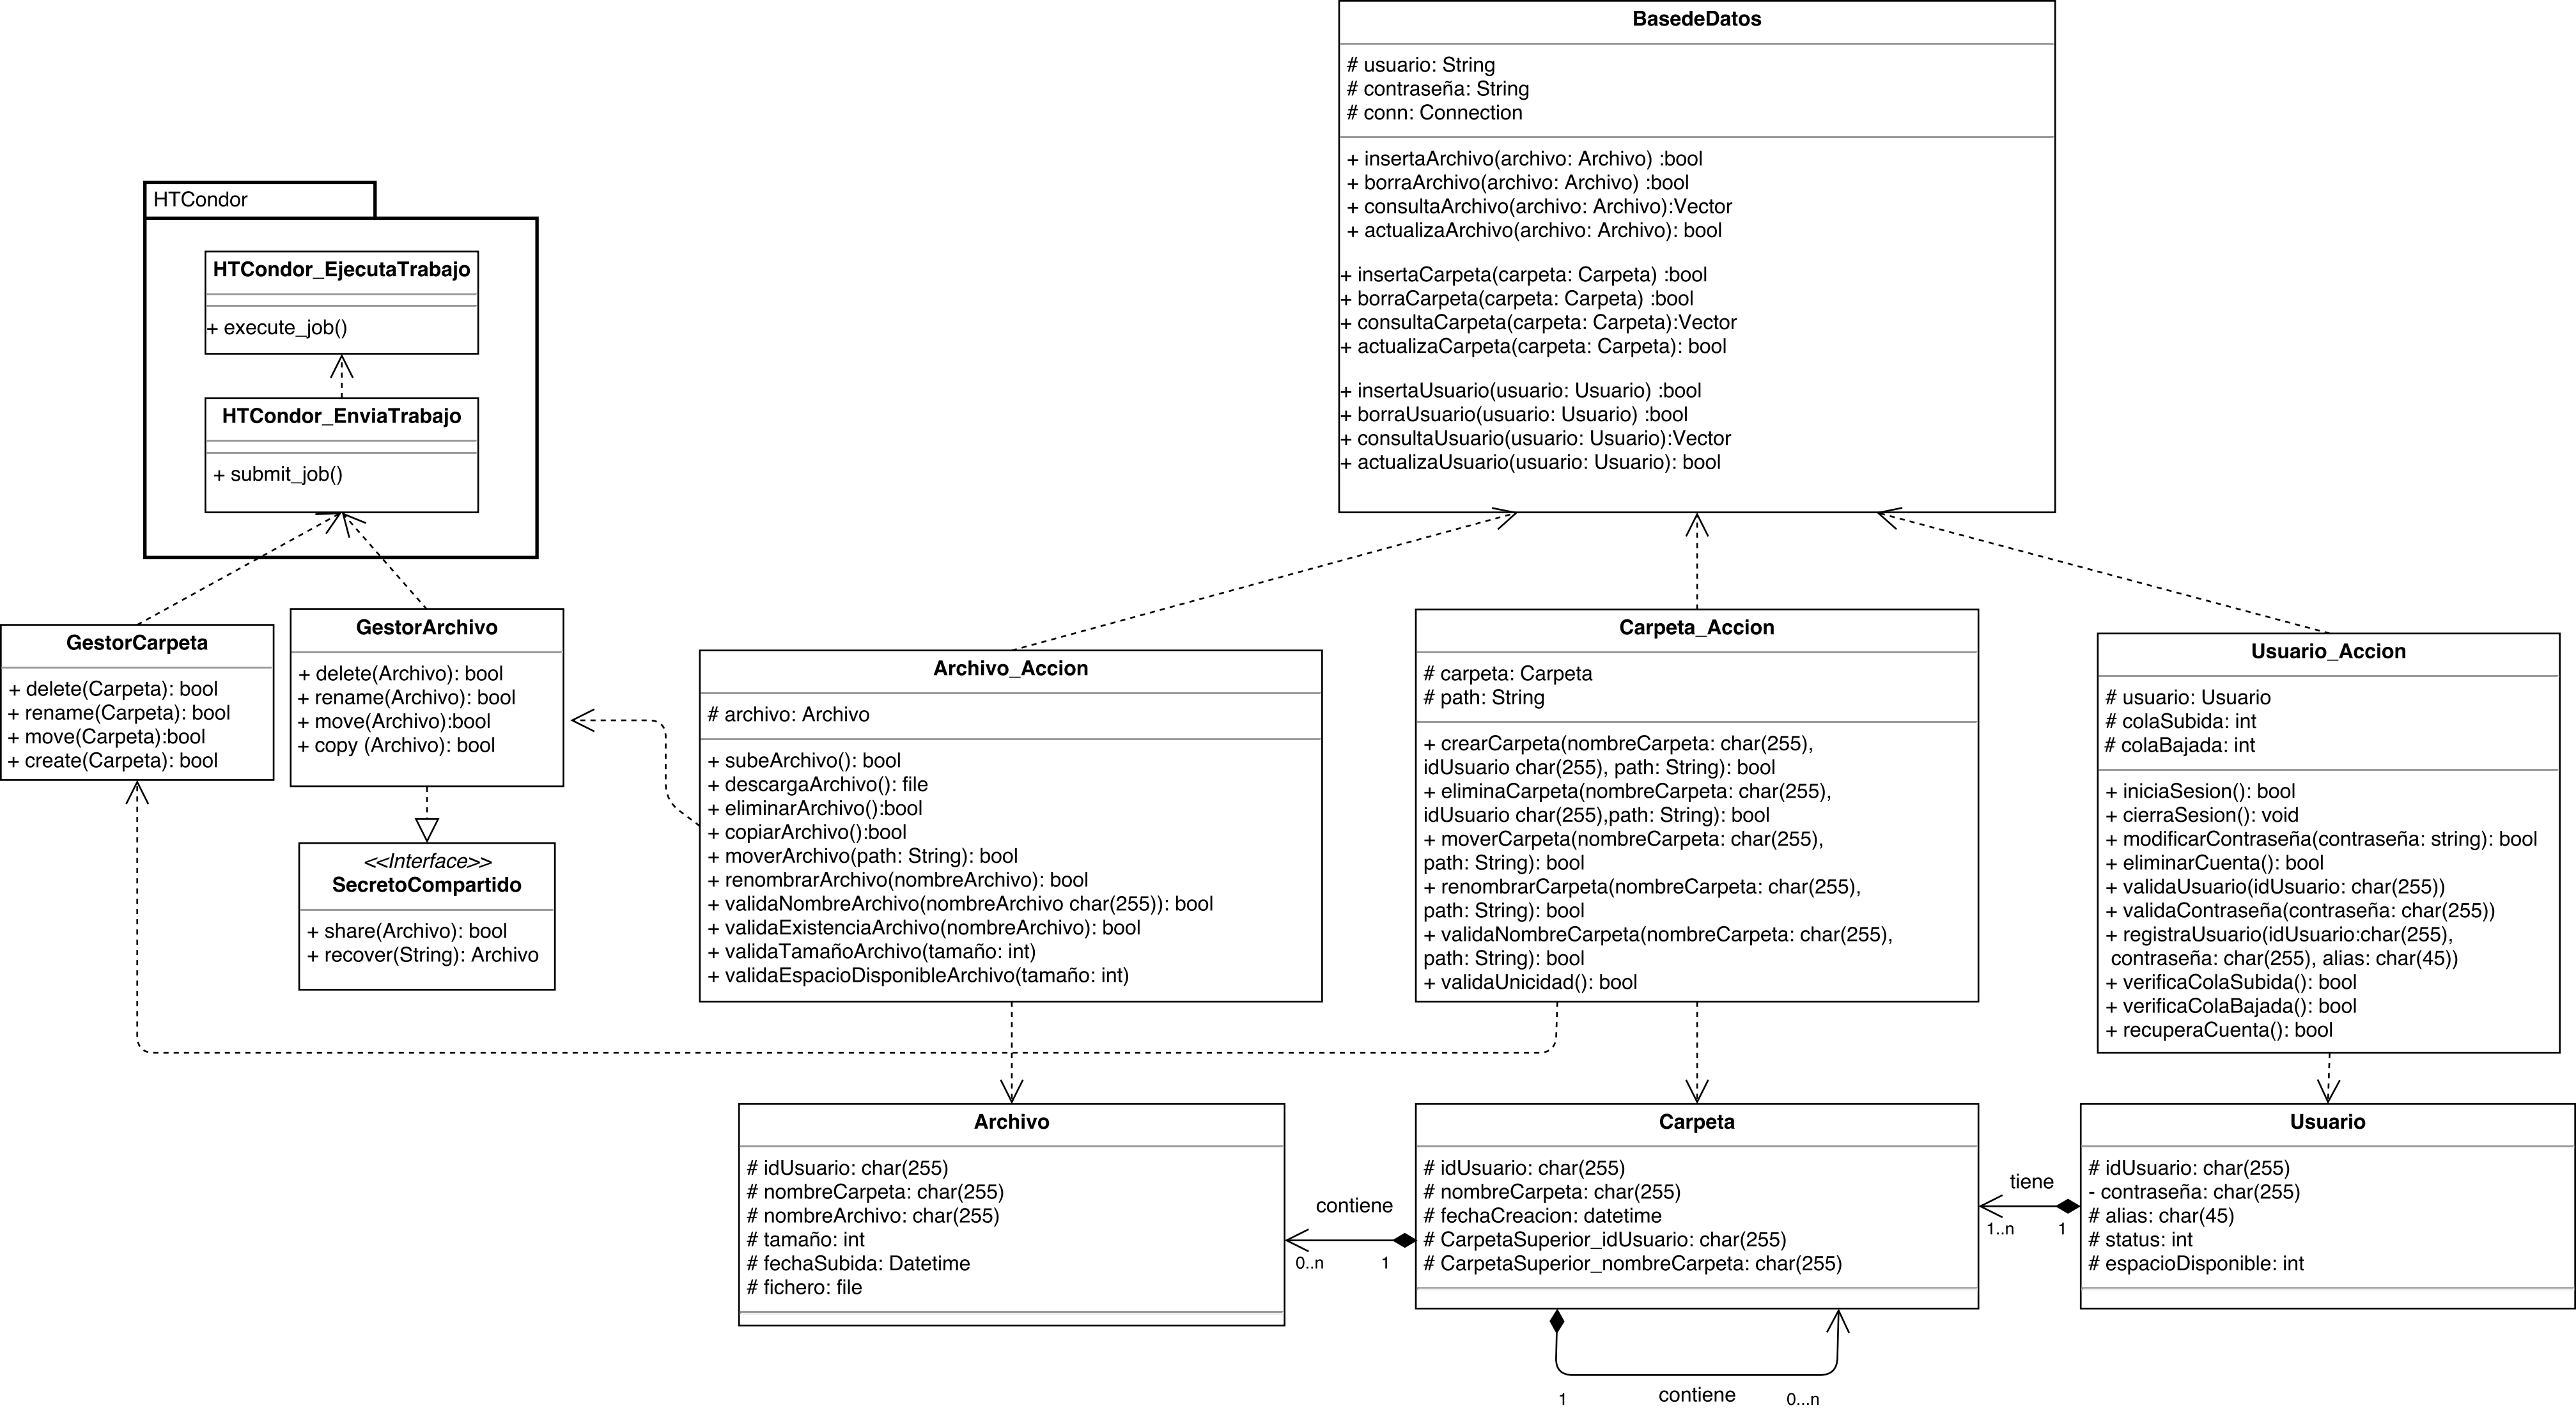 BasedeDatos
# usuario: String
# contraseña: String
# conn: Connection
+ insertaArchivo(archivo: Archivo) :bool
+ borraArchivo(archivo: Archivo) :bool
+ consultaArchivo(archivo: Archivo):Vector
+ actualizaArchivo(archivo: Archivo): bool
+ insertaCarpeta(carpeta: Carpeta) :bool
+ borraCarpeta(carpeta: Carpeta) :bool
+ consultaCarpeta(carpeta: Carpeta):Vector
+ actualizaCarpeta(carpeta: Carpeta): bool
+ insertaUsuario(usuario: Usuario) :bool
+ borraUsuario(usuario: Usuario) :bool
+ consultaUsuario(usuario: Usuario):Vector
+ actualizaUsuario(usuario: Usuario): bool
HTCondor
HTCondor_EjecutaTrabajo
+ execute_job()
HTCondor_EnviaTrabajo
+ submit_job()
GestorCarpeta
+ delete(Carpeta): bool
+ rename(Carpeta): bool
+ move(Carpeta):bool
+ create(Carpeta): bool
GestorArchivo
+ delete(Archivo): bool
+ rename(Archivo): bool
+ move(Archivo):bool
+ copy (Archivo): bool
<<Interface>>
SecretoCompartido
+ share(Archivo): bool
+ recover(String): Archivo
Archivo_Accion
# archivo: Archivo
+ subeArchivo(): bool
+ descargaArchivo(): file
+ eliminarArchivo():bool
+ copiarArchivo():bool
+ moverArchivo(path: String): bool
+ renombrarArchivo(nombreArchivo): bool
+ validaNombreArchivo(nombreArchivo char(255)): bool
+ validaExistenciaArchivo(nombreArchivo): bool
+ validaTamañoArchivo(tamaño: int)
+ validaEspacioDisponibleArchivo(tamaño: int)
Carpeta_Accion
# carpeta: Carpeta
# path: String
+ crearCarpeta(nombreCarpeta: char(255),
idUsuario char(255), path: String): bool
+ eliminaCarpeta(nombreCarpeta: char(255),
idUsuario char(255),path: String): bool
+ moverCarpeta(nombreCarpeta: char(255),
path: String): bool
+ renombrarCarpeta(nombreCarpeta: char(255),
path: String): bool
+ validaNombreCarpeta(nombreCarpeta: char(255),
path: String): bool
+ validaUnicidad(): bool
Usuario_Accion
# usuario: Usuario
# colaSubida: int
# colaBajada: int
+ iniciaSesion(): bool
+ cierraSesion(): void
+ modificarContraseña(contraseña: string): bool
+ eliminarCuenta(): bool
+ validaUsuario(idUsuario: char(255))
+ validaContraseña(contraseña: char(255))
+ registraUsuario(idUsuario:char(255),
contraseña: char(255), alias: char(45))
+ verificaColaSubida(): bool
+ verificaColaBajada(): bool
+ recuperaCuenta(): bool
Archivo
# idUsuario: char(255)
# nombreCarpeta: char(255)
# nombreArchivo: char(255)
# tamaño: int
# fechaSubida: Datetime
# fichero: file
contiene
0..n 1
Carpeta
# idUsuario: char(255)
# nombreCarpeta: char(255)
# fechaCreacion: datetime
# CarpetaSuperior_idUsuario: char(255)
# CarpetaSuperior_nombreCarpeta: char(255)
tiene
1..n 1
Usuario
# idUsuario: char(255)
- contraseña: char(255)
# alias: char(45)
# status: int
# espacioDisponible: int
1 contiene 0...n